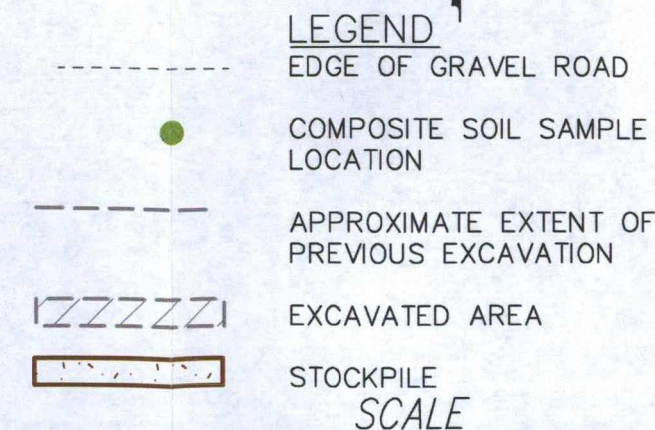 LEGEND
EDGE OF GRAVEL ROAD
COMPOSITE SOIL SAMPLE
LOCATION
APPROXIMATE EXTENT OF
PREVIOUS EXCAVATION
EXCAVATED AREA
STOCKPILE
SCALE